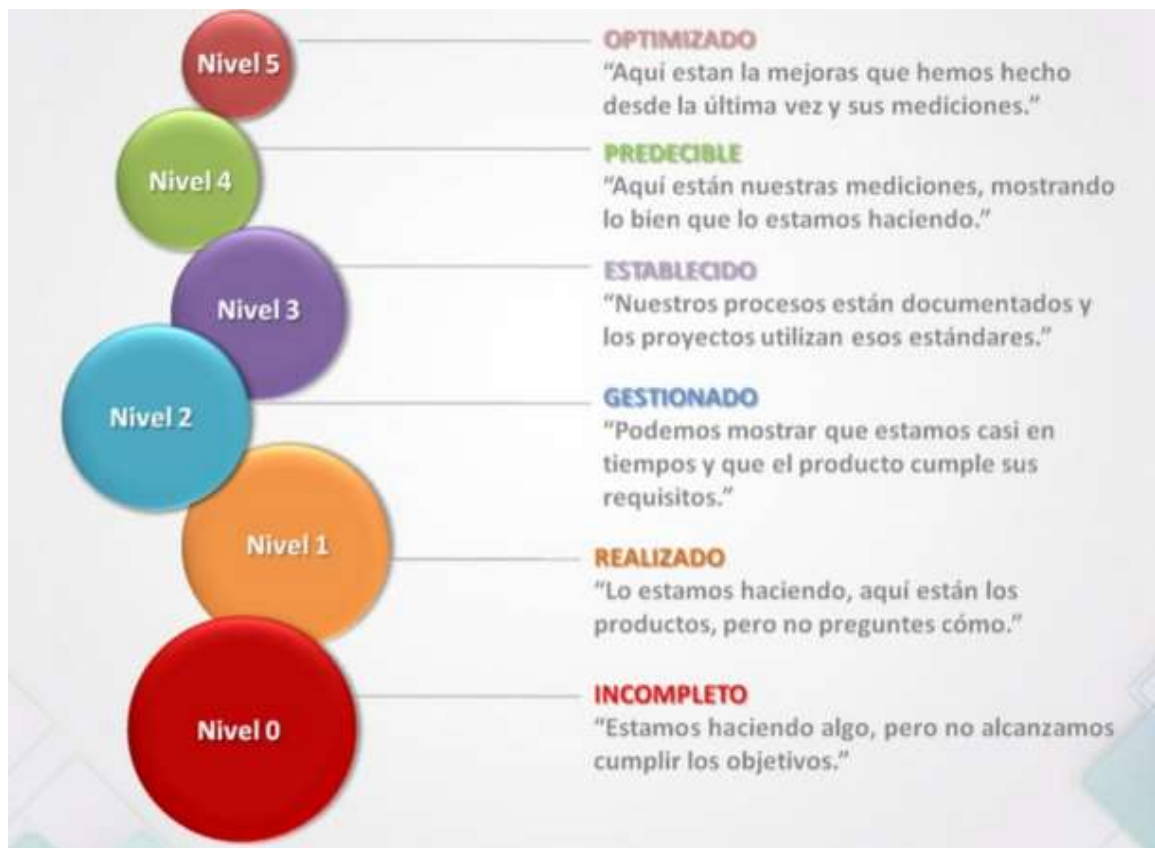 Nivel 5
OPTIMIZADO
“Aquí estan la mejoras que hemos hecho
desde la última vez y sus mediciones.”
Nivel 4
PREDECIBLE
“Aquí están nuestras mediciones, mostrando
lo bien que lo estamos haciendo.”
Nivel 3
ESTABLECIDO
“Nuestros procesos están documentados y
los proyectos utilizan esos estándares.”
Nivel 2
GESTIONADO
“Podemos mostrar que estamos casi en
tiempos y que el producto cumple sus
requisitos.”
Nivel 1
REALIZADO
“Lo estamos haciendo, aquí están los
productos, pero no preguntes cómo.”
Nivel 0
INCOMPLETO
“Estamos haciendo algo, pero no alcanzamos
cumplir los objetivos.”